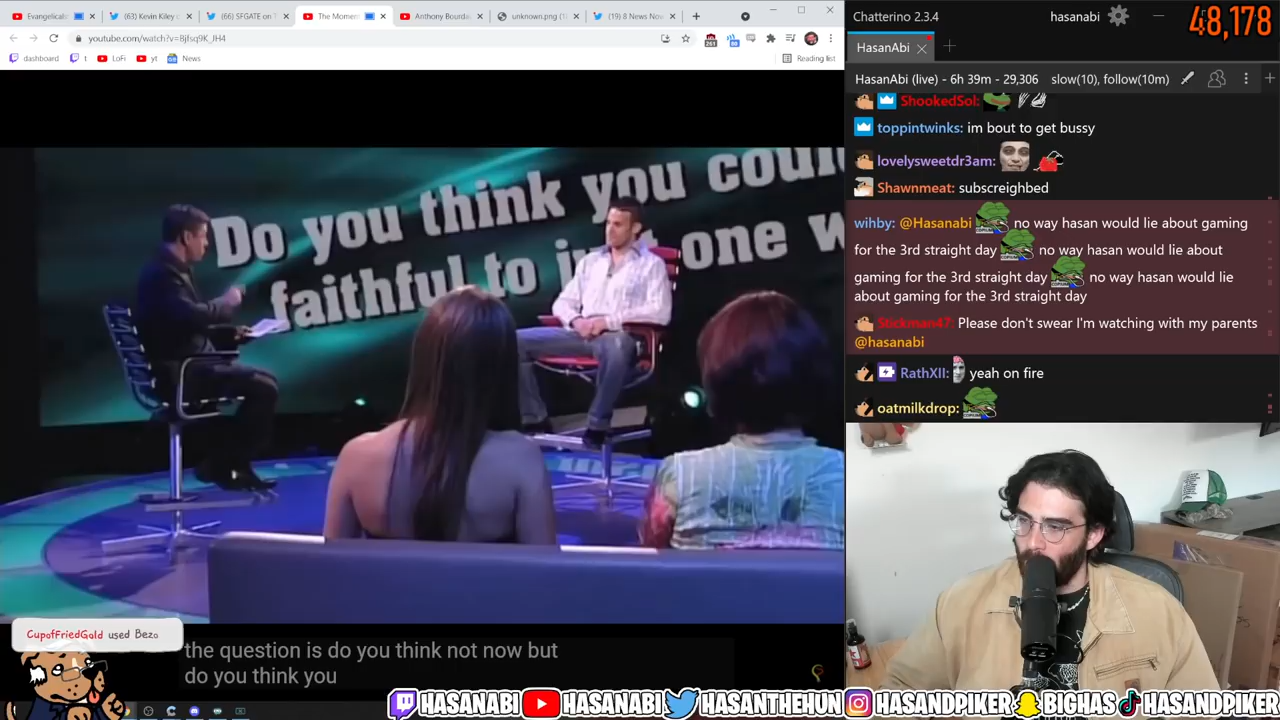 Evangelicals
(63) Kevin Kiley c
(66) SFGATE on T
The Momen
Anthony Bourda
unknown.png (1
(19) 8 News Now
youtube.com/watch?v=8jfsq9K_JH4
261
dashboard
t
LoFi
yt
News
Reading list
Do you think you coul
faithful to just one w
the question is do you think not now but
do you think you
CupofFriedGold used Bezo
Chatterino 2.3.4
hasanabi
48,178
HasanAbi
HasanAbi (live) - 6h 39m - 29,306
slow(10), follow(10m)
ShookedSol:
toppintwinks: im bout to get bussy
lovelysweetdr3am:
Shawnmeat: subscreighbed
wihby: @Hasanabi no way hasan would lie about gaming
for the 3rd straight day no way hasan would lie about
gaming for the 3rd straight day no way hasan would lie
about gaming for the 3rd straight day
Stickman47: Please don't swear I'm watching with my parents
@hasanabi
RathXII: yeah on fire
oatmilkdrop:
HASANABI HASANABI HASANTHEHUN HASANDPIKER BIGHAS HASANDPIKER